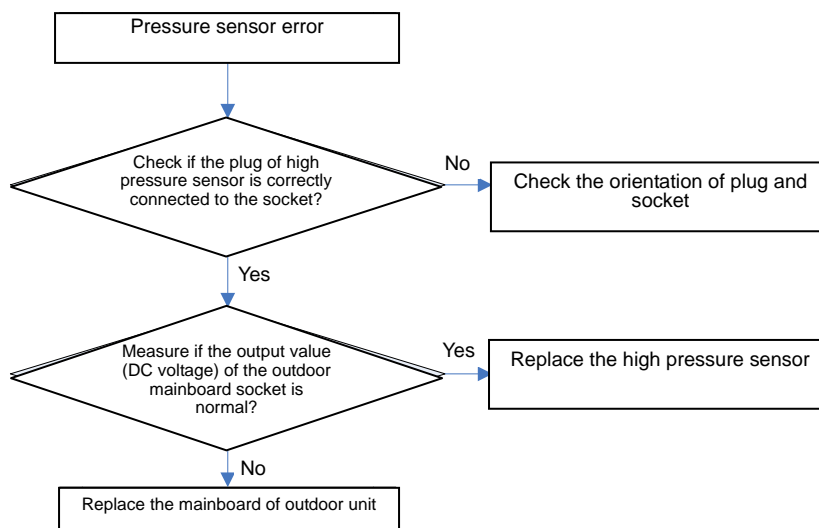 Pressure sensor error
Check if the plug of high
pressure sensor is correctly
connected to the socket?
No
Check the orientation of plug and
socket
Yes
Measure if the output value
(DC voltage) of the outdoor
mainboard socket is
normal?
Yes
Replace the high pressure sensor
No
Replace the mainboard of outdoor unit